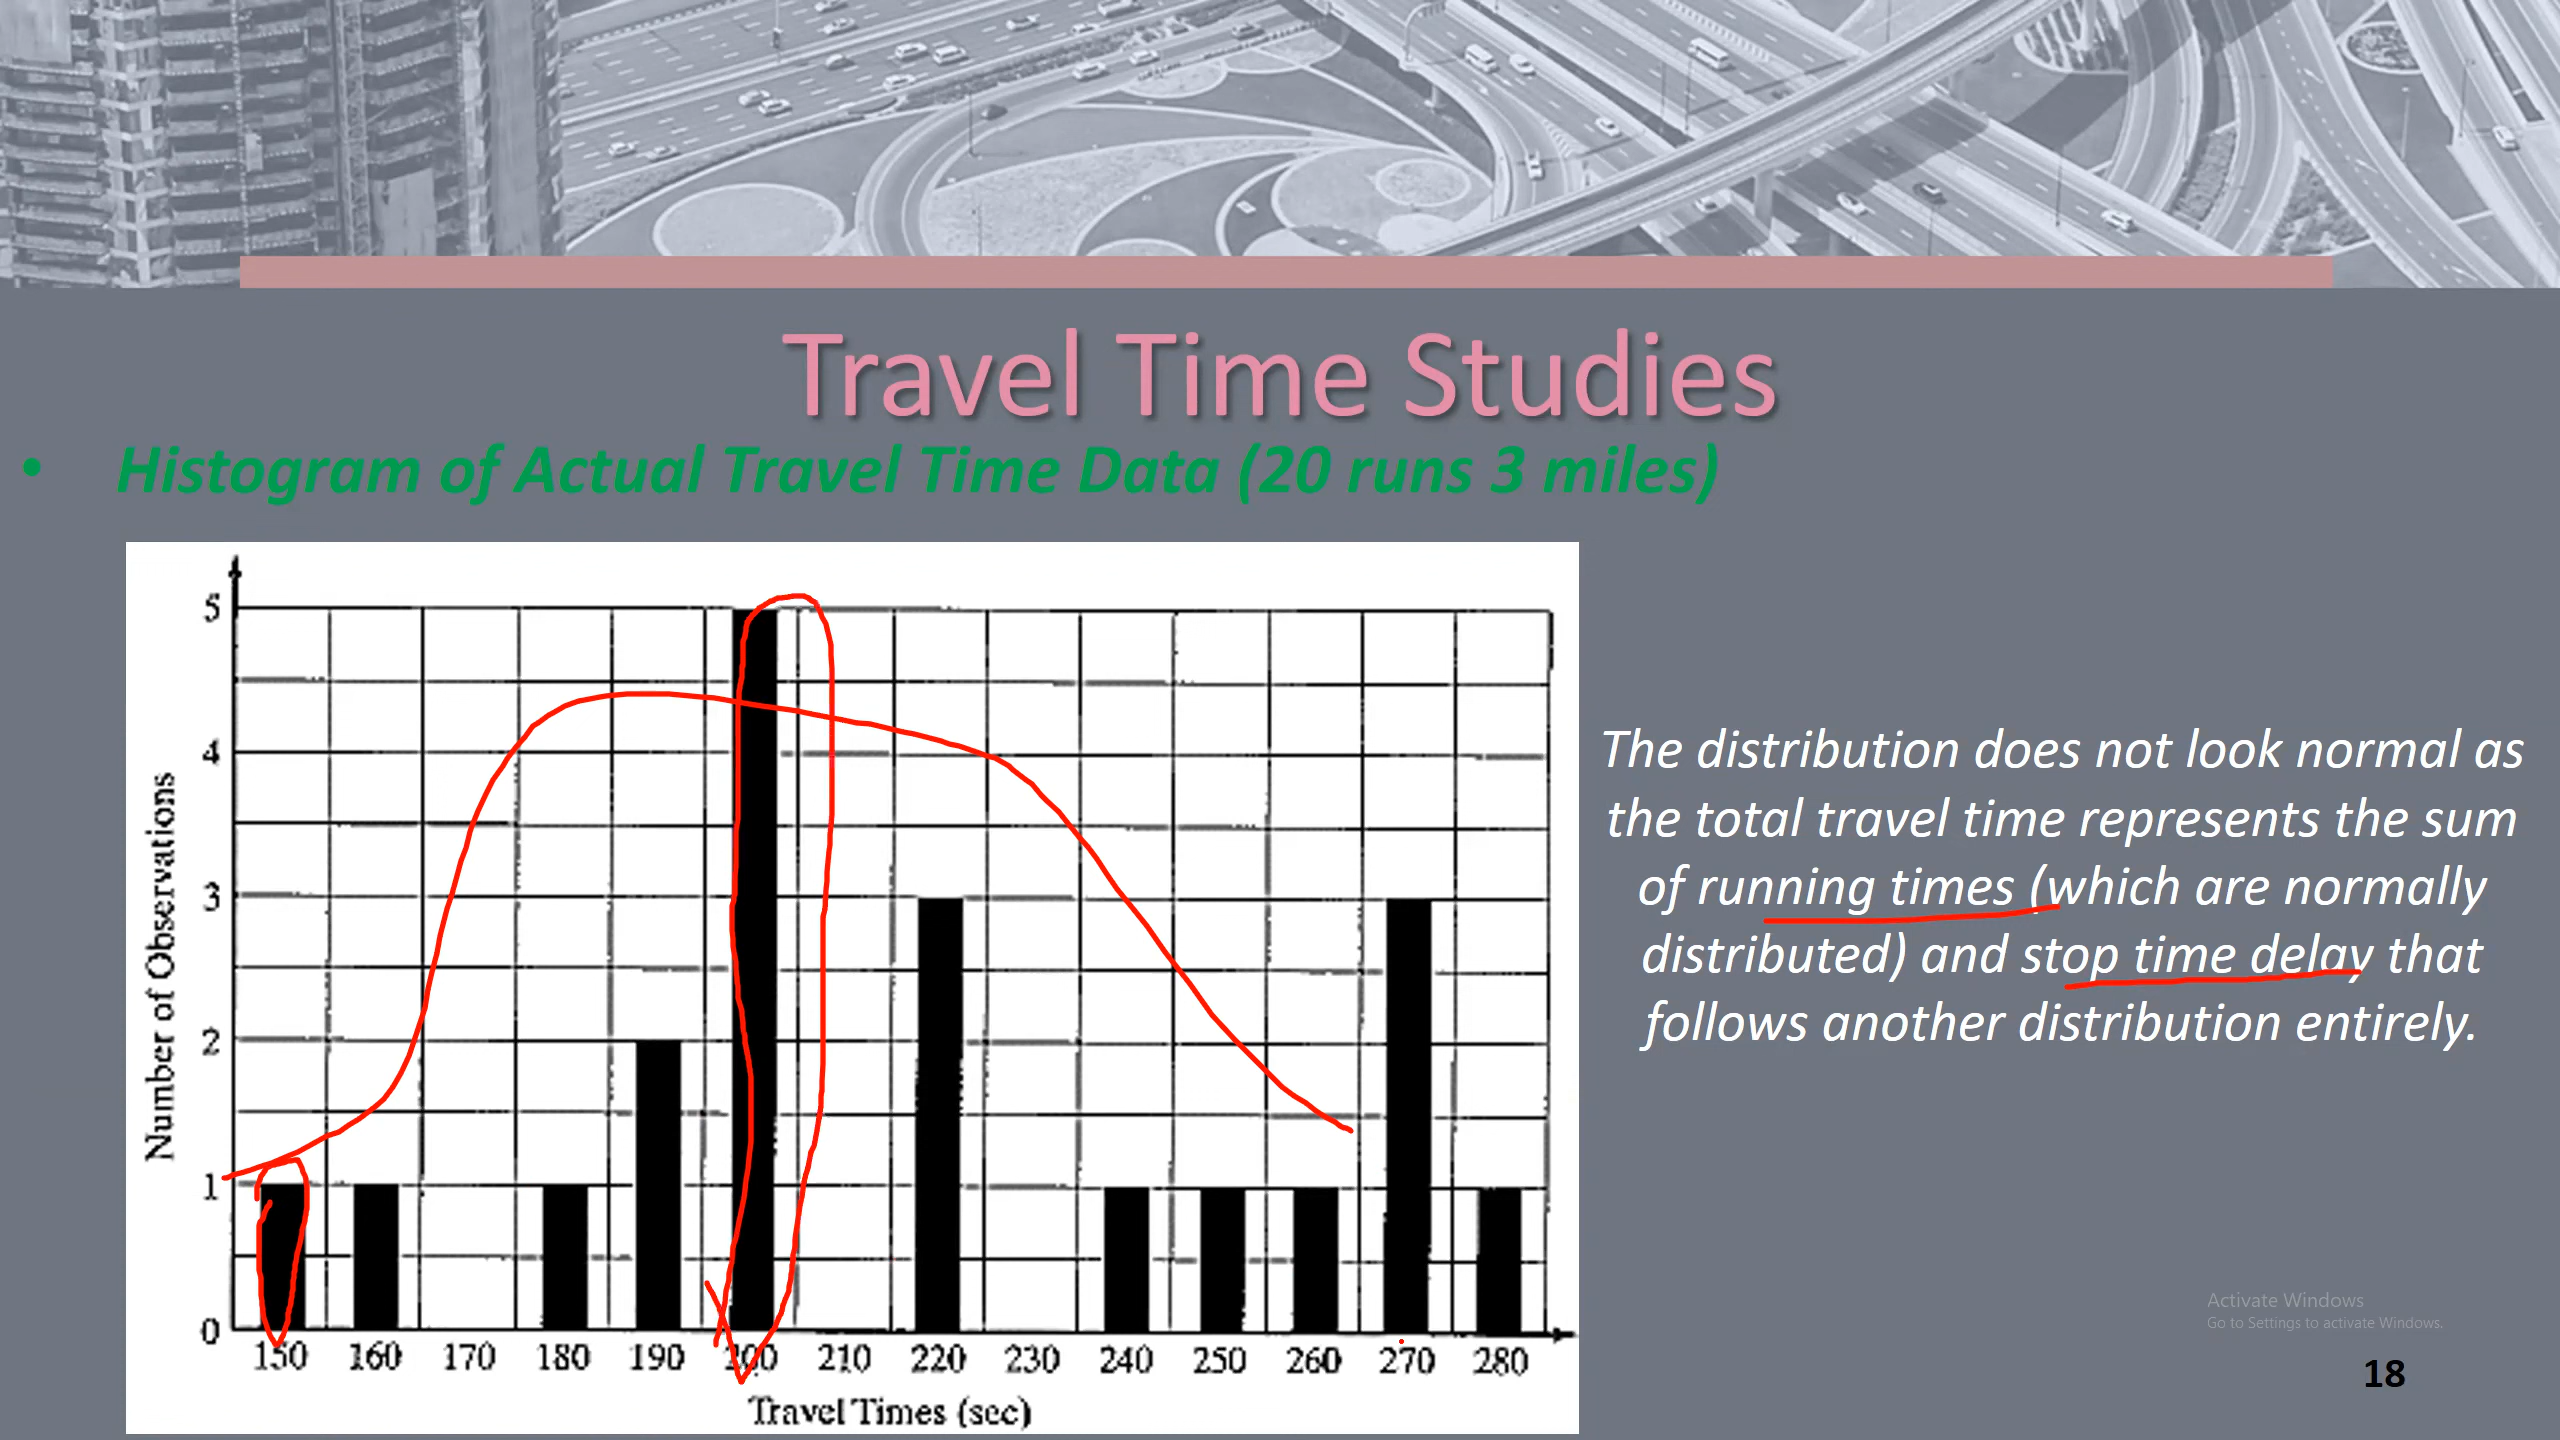 Travel Time Studies
• Histogram of Actual Travel Time Data (20 runs 3 miles)
5
4
3
2
1
0
Number of Observations
150 160 170 180 190 200 210 220 230 240 250 260 270 280
Travel Times (sec)
The distribution does not look normal as
the total travel time represents the sum
of running times (which are normally
distributed) and stop time delay that
follows another distribution entirely.
Activate Windows
Go to Settings to activate Windows.
18